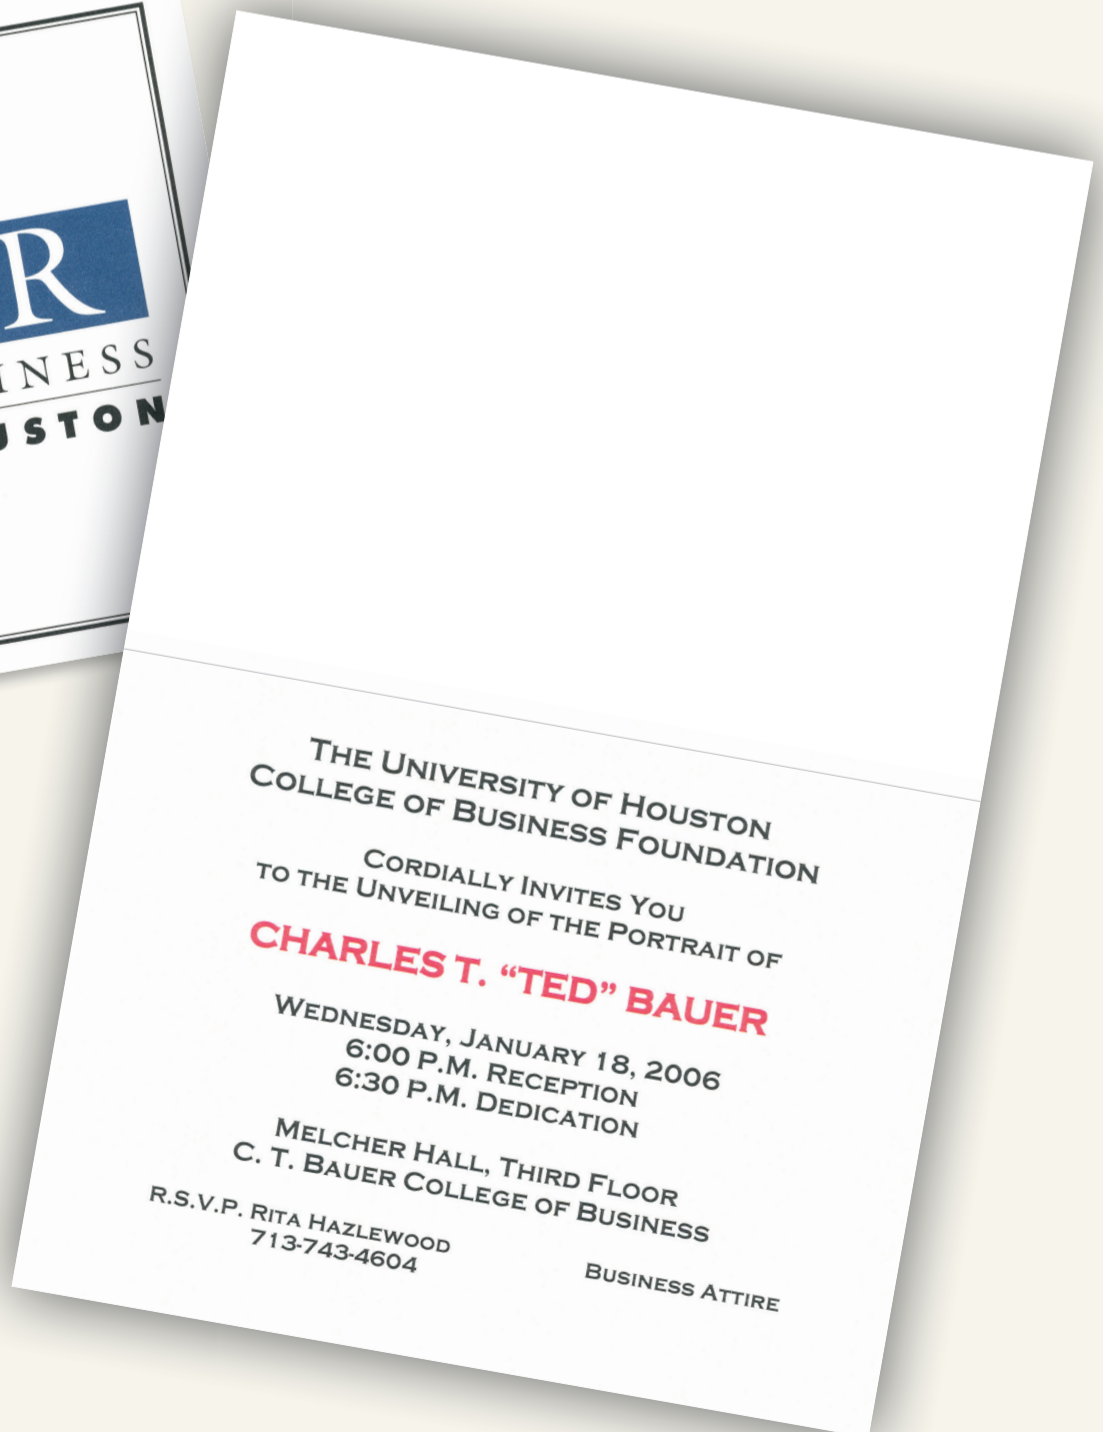 R
INESS
USTON
The University of Houston
College of Business Foundation
Cordially Invites You
to the Unveiling of the Portrait of
CHARLES T. “TED” BAUER
Wednesday, January 18, 2006
6:00 P.M. Reception
6:30 P.M. Dedication
Melcher Hall, Third Floor
C. T. Bauer College of Business
R.S.V.P. Rita Hazlewood
713-743-4604
Business Attire